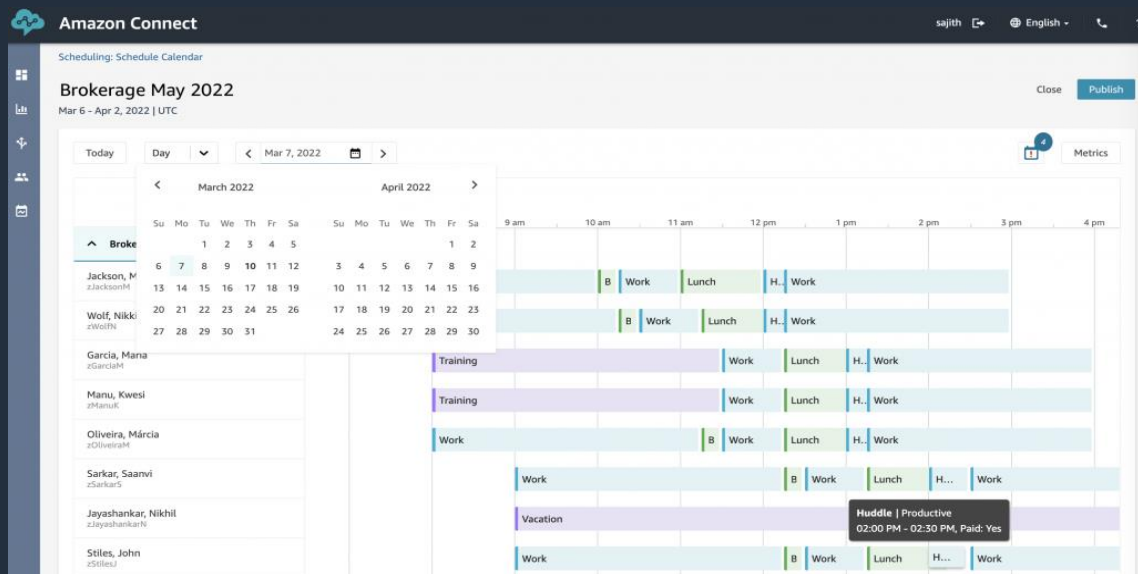 Amazon Connect
sajith
English
Scheduling: Schedule Calendar
Brokerage May 2022
Mar 6 - Apr 2, 2022 | UTC
Close
Publish
Today
Day
Mar 7, 2022
4
Metrics
March 2022
April 2022
Su Mo Tu We Th Fr Sa
1 2 3 4 5
6 7 8 9 10 11 12
13 14 15 16 17 18 19
20 21 22 23 24 25 26
27 28 29 30 31
Su Mo Tu We Th Fr Sa
1 2
3 4 5 6 7 8 9
10 11 12 13 14 15 16
17 18 19 20 21 22 23
24 25 26 27 28 29 30
9 am 10 am 11 am 12 pm 1 pm 2 pm 3 pm 4 pm
Broke
Jackson, M
zJacksonM
B Work Lunch H... Work
Wolf, Nikki
zWolfN
B Work Lunch H... Work
Garcia, Maria
zGarciaM
Training Work Lunch H... Work
Manu, Kwesi
zManuK
Training Work Lunch H... Work
Oliveira, Márcia
zOliveiraM
Work B Work Lunch H... Work
Sarkar, Saanvi
zSarkarS
Work B Work Lunch H... Work
Jayashankar, Nikhil
zJayashankarN
Vacation
Huddle | Productive
02:00 PM - 02:30 PM, Paid: Yes
Stiles, John
zStilesJ
Work B Work Lunch H... Work